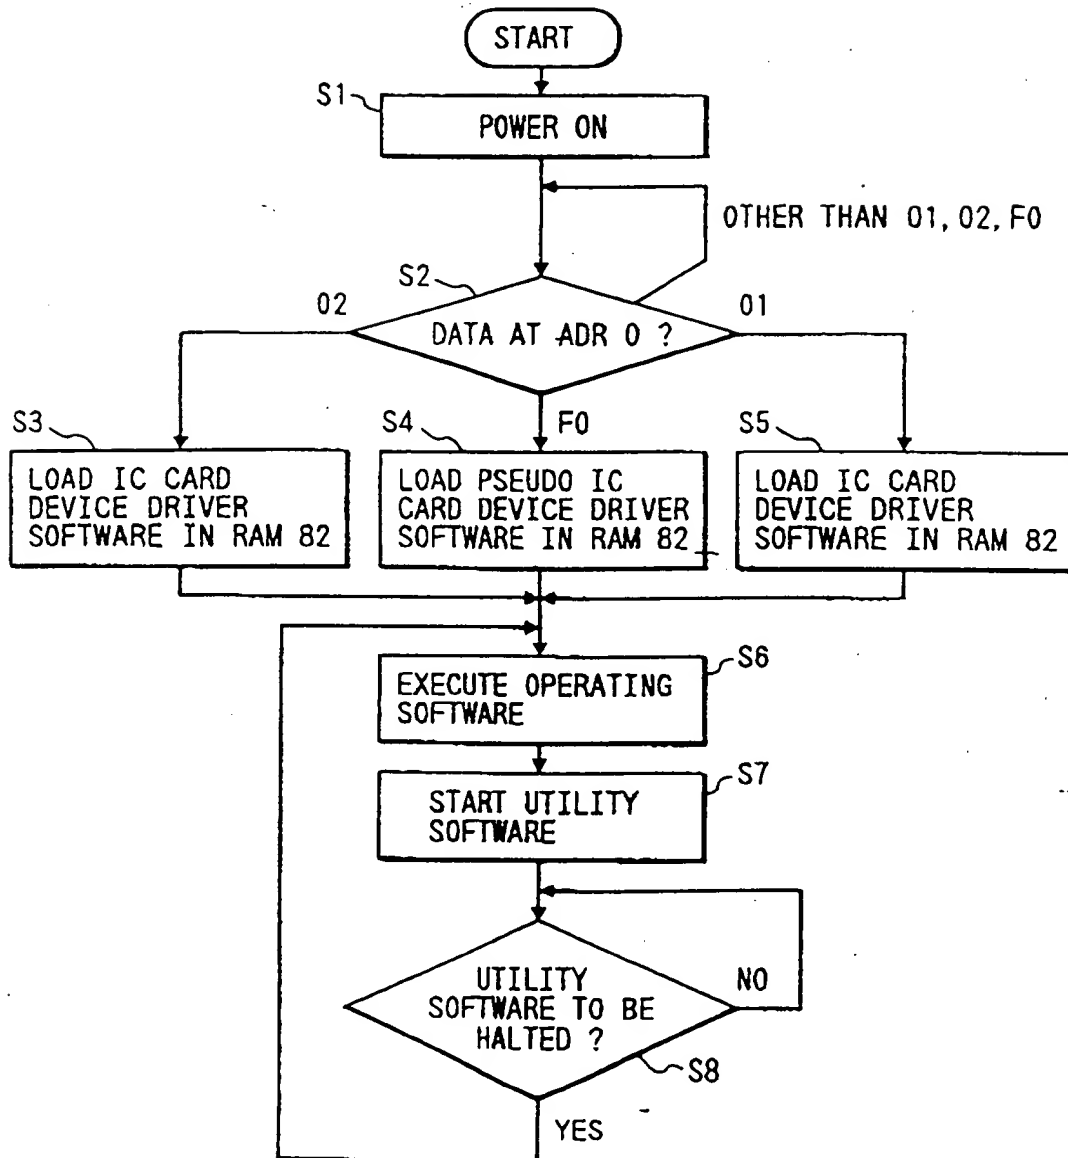 START
S1
POWER ON
OTHER THAN 01, 02, F0
S2
02
01
DATA AT ADR 0 ?
S3
S4
F0
S5
LOAD IC CARD
DEVICE DRIVER
SOFTWARE IN RAM 82
LOAD PSEUDO IC
CARD DEVICE DRIVER
SOFTWARE IN RAM 82
LOAD IC CARD
DEVICE DRIVER
SOFTWARE IN RAM 82
S6
EXECUTE OPERATING
SOFTWARE
S7
START UTILITY
SOFTWARE
UTILITY
SOFTWARE TO BE
HALTED ?
NO
S8
YES